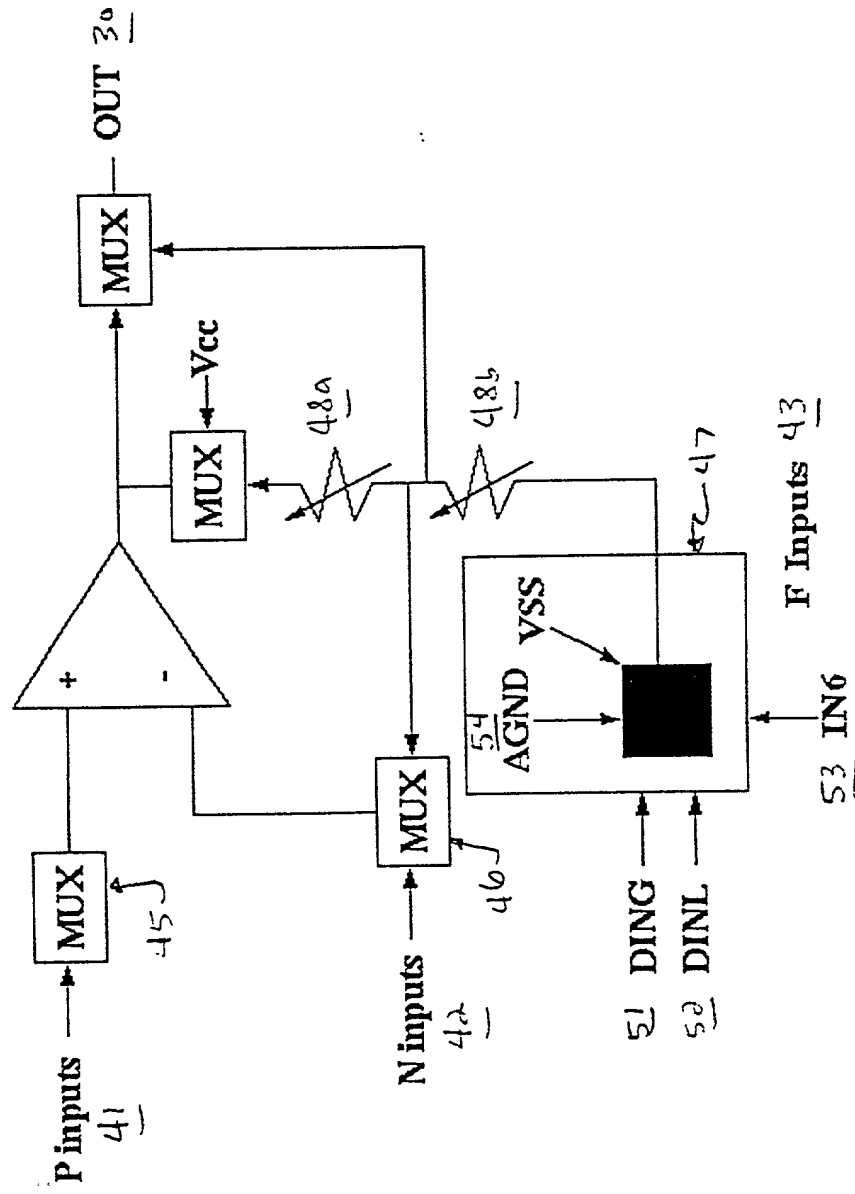 P inputs
41
MUX
45
N inputs
42
MUX
46
+
-
MUX
Vcc
MUX
OUT 30
48a
48b
51 DING
52 DINL
54
AGND
VSS
47
53 IN6
F Inputs 43